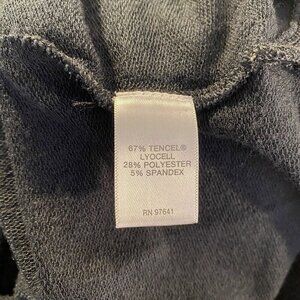 67% TENCEL®
LYOCELL
28% POLYESTER
5% SPANDEX
RN 97641